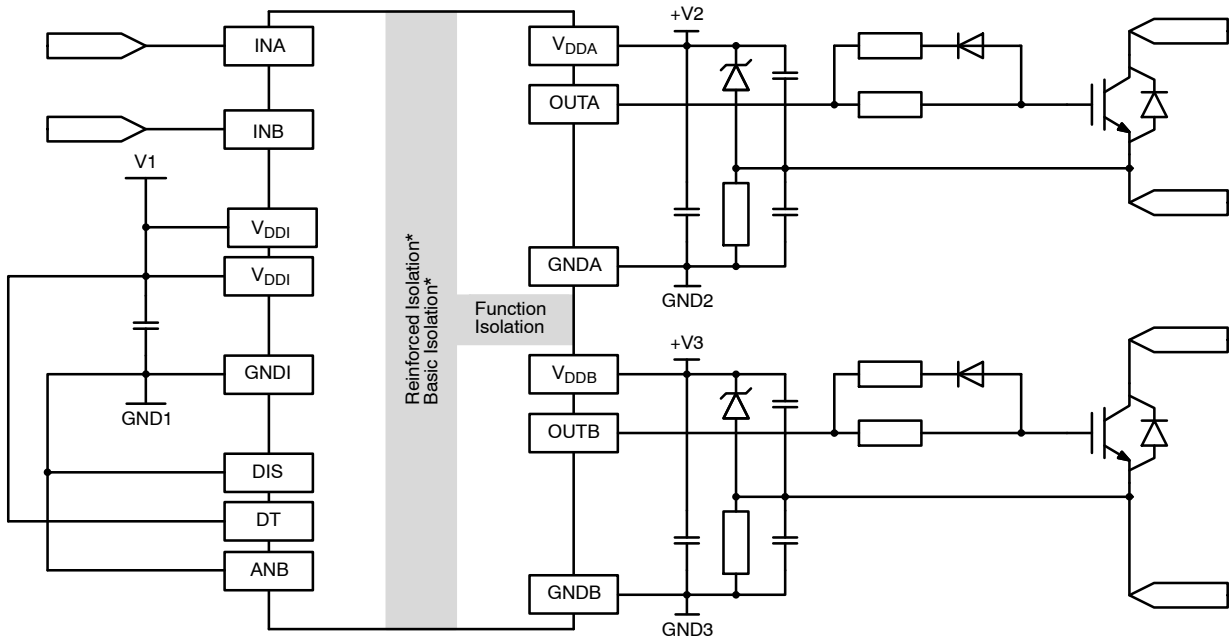 INA
INB
V1
VDDI
VDDI
GNDI
GND1
DIS
DT
ANB
Reinforced Isolation*
Basic Isolation*
Function
Isolation
VDDA
OUTA
GNDA
VDDB
OUTB
GNDB
+V2
GND2
+V3
GND3